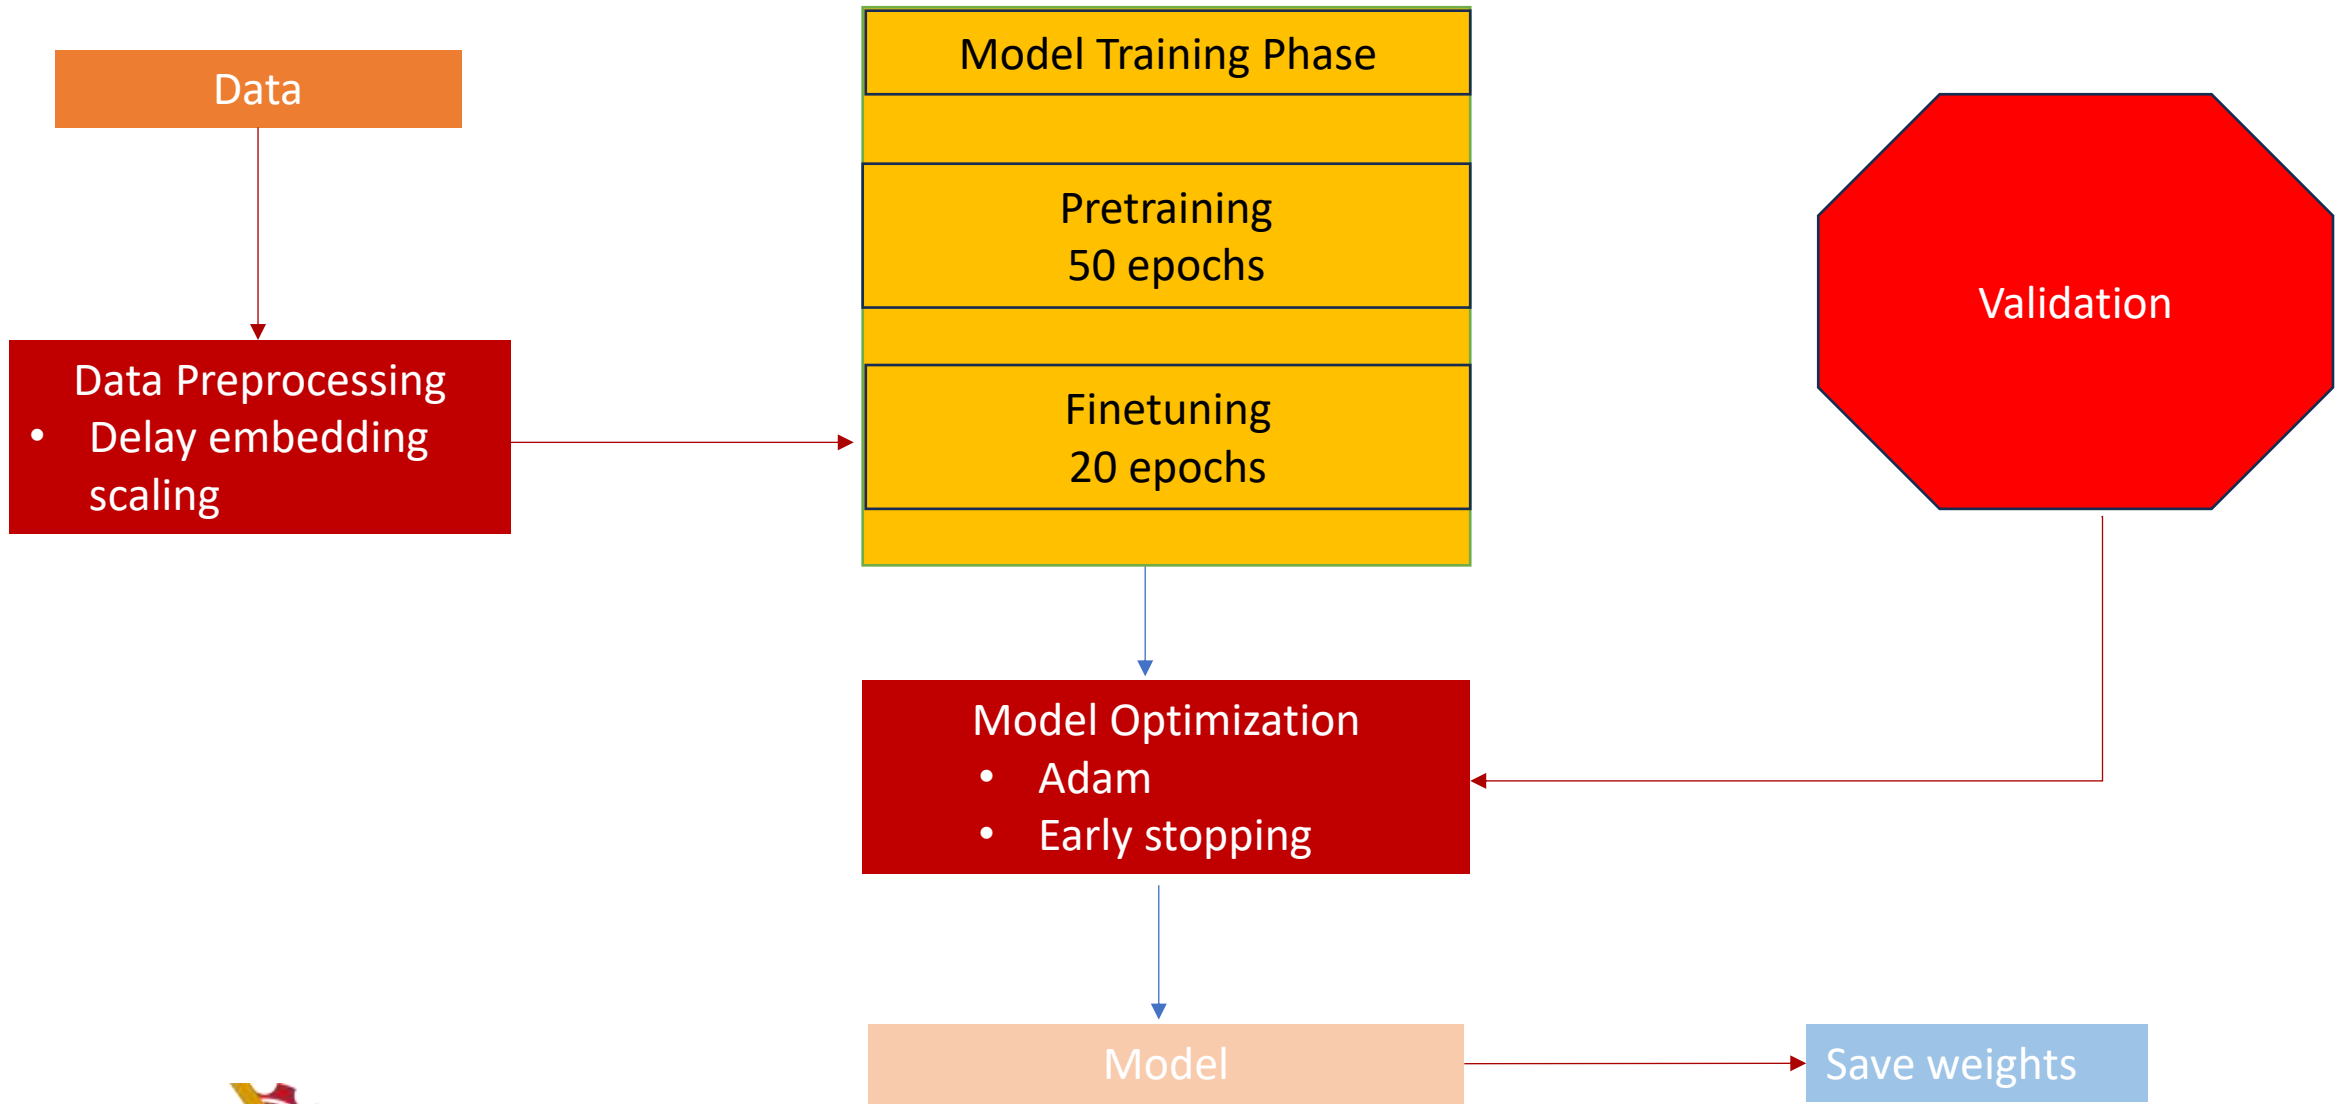 Data
Data Preprocessing
• Delay embedding
scaling
Model Training Phase
Pretraining
50 epochs
Finetuning
20 epochs
Validation
Model Optimization
• Adam
• Early stopping
Model
Save weights